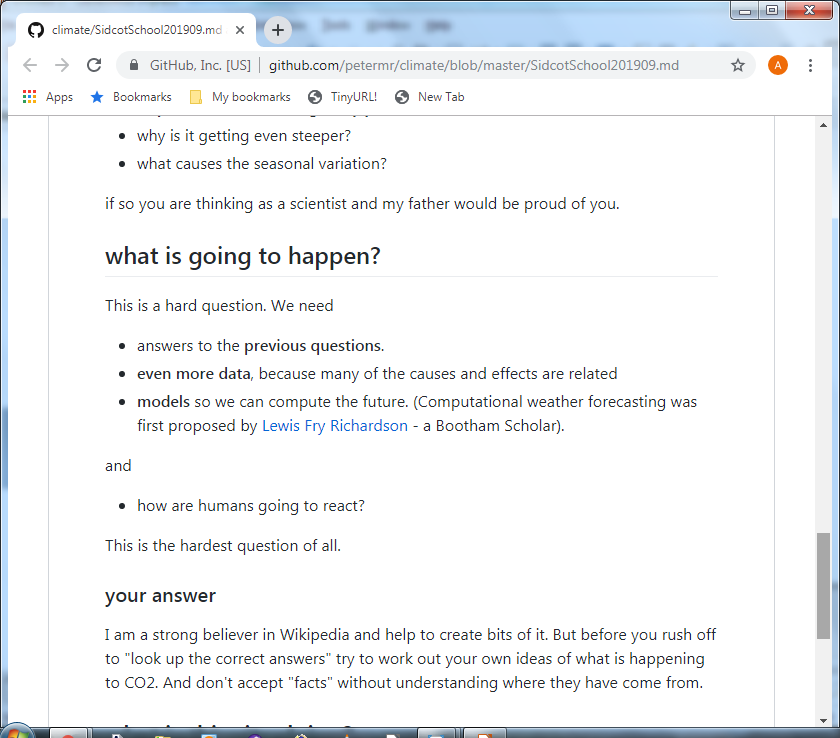 climate/SidcotSchool201909.md
GitHub, Inc. [US] | github.com/petermr/climate/blob/master/SidcotSchool201909.md
A
Apps Bookmarks My bookmarks TinyURL! New Tab
• why is it getting even steeper?
• what causes the seasonal variation?
if so you are thinking as a scientist and my father would be proud of you.
what is going to happen?
This is a hard question. We need
• answers to the previous questions.
• even more data, because many of the causes and effects are related
• models so we can compute the future. (Computational weather forecasting was
first proposed by Lewis Fry Richardson - a Bootham Scholar).
and
• how are humans going to react?
This is the hardest question of all.
your answer
I am a strong believer in Wikipedia and help to create bits of it. But before you rush off
to "look up the correct answers" try to work out your own ideas of what is happening
to CO2. And don't accept "facts" without understanding where they have come from.